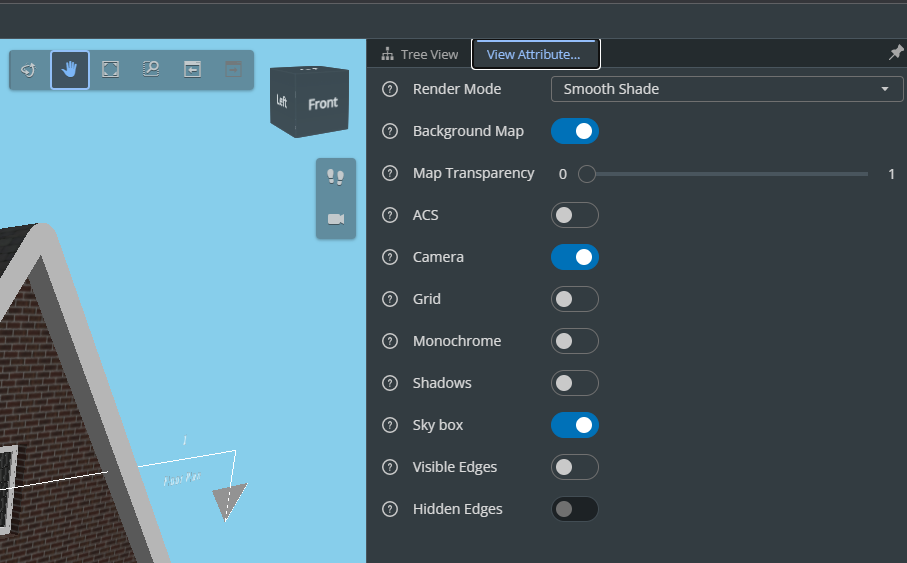 Tree View
View Attribute...
Left
Front
Render Mode
Smooth Shade
Background Map
Map Transparency
0
1
ACS
Camera
Grid
Monochrome
Shadows
Sky box
Visible Edges
Hidden Edges
1